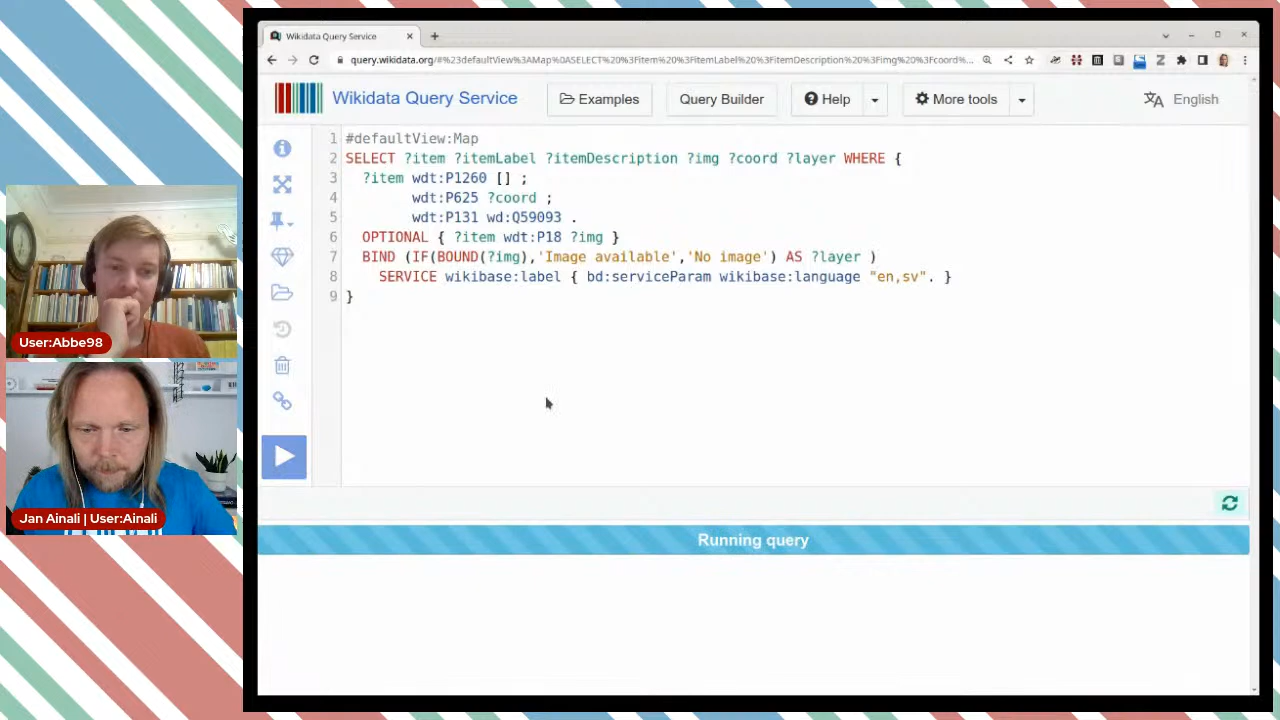 Wikidata Query Service
query.wikidata.org/#%23defaultView%3AMap%0ASELECT%20%3Fitem%20%3FitemLabel%20%3FitemDescription%20%3Fimg%20%3Fcoord...
Wikidata Query Service
Examples
Query Builder
Help
More tools
English
1 #defaultView:Map
2 SELECT ?item ?itemLabel ?itemDescription ?img ?coord ?layer WHERE {
3 ?item wdt:P1260 [] ;
4 wdt:P625 ?coord ;
5 wdt:P131 wd:Q59093 .
6 OPTIONAL { ?item wdt:P18 ?img }
7 BIND (IF(BOUND(?img),'Image available','No image') AS ?layer )
8 SERVICE wikibase:label { bd:serviceParam wikibase:language "en,sv". }
9 }
Running query
User:Abbe98
Jan Ainali | User:Ainali